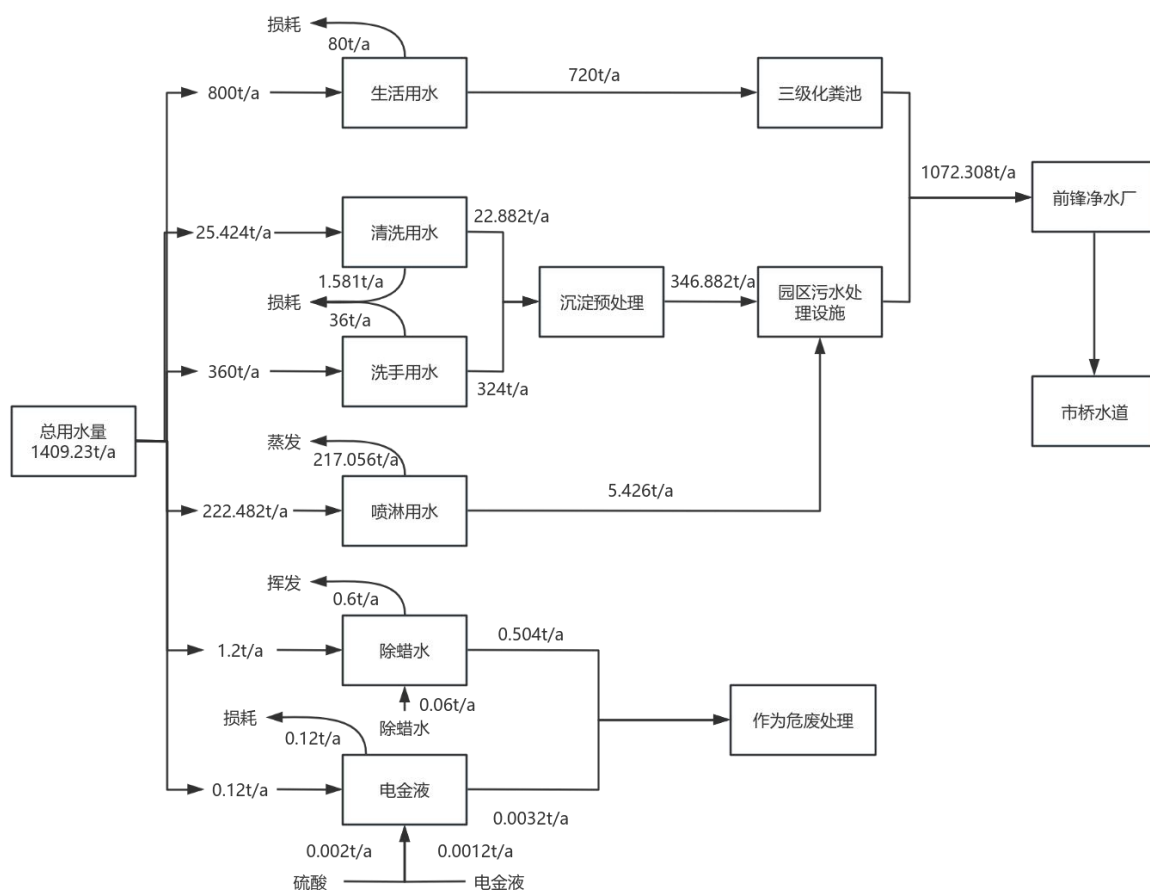 损耗
80t/a
800t/a
生活用水
720t/a
三级化粪池
1072.308t/a
前锋净水厂
25.424t/a
清洗用水
22.882t/a
1.581t/a
损耗
36t/a
沉淀预处理
346.882t/a
园区污水处
理设施
360t/a
洗手用水
324t/a
市桥水道
总用水量
1409.23t/a
蒸发
217.056t/a
222.482t/a
喷淋用水
5.426t/a
挥发
0.6t/a
1.2t/a
除蜡水
0.504t/a
0.06t/a
除蜡水
损耗
0.12t/a
作为危废处理
0.12t/a
电金液
0.0032t/a
0.002t/a
0.0012t/a
硫酸
电金液